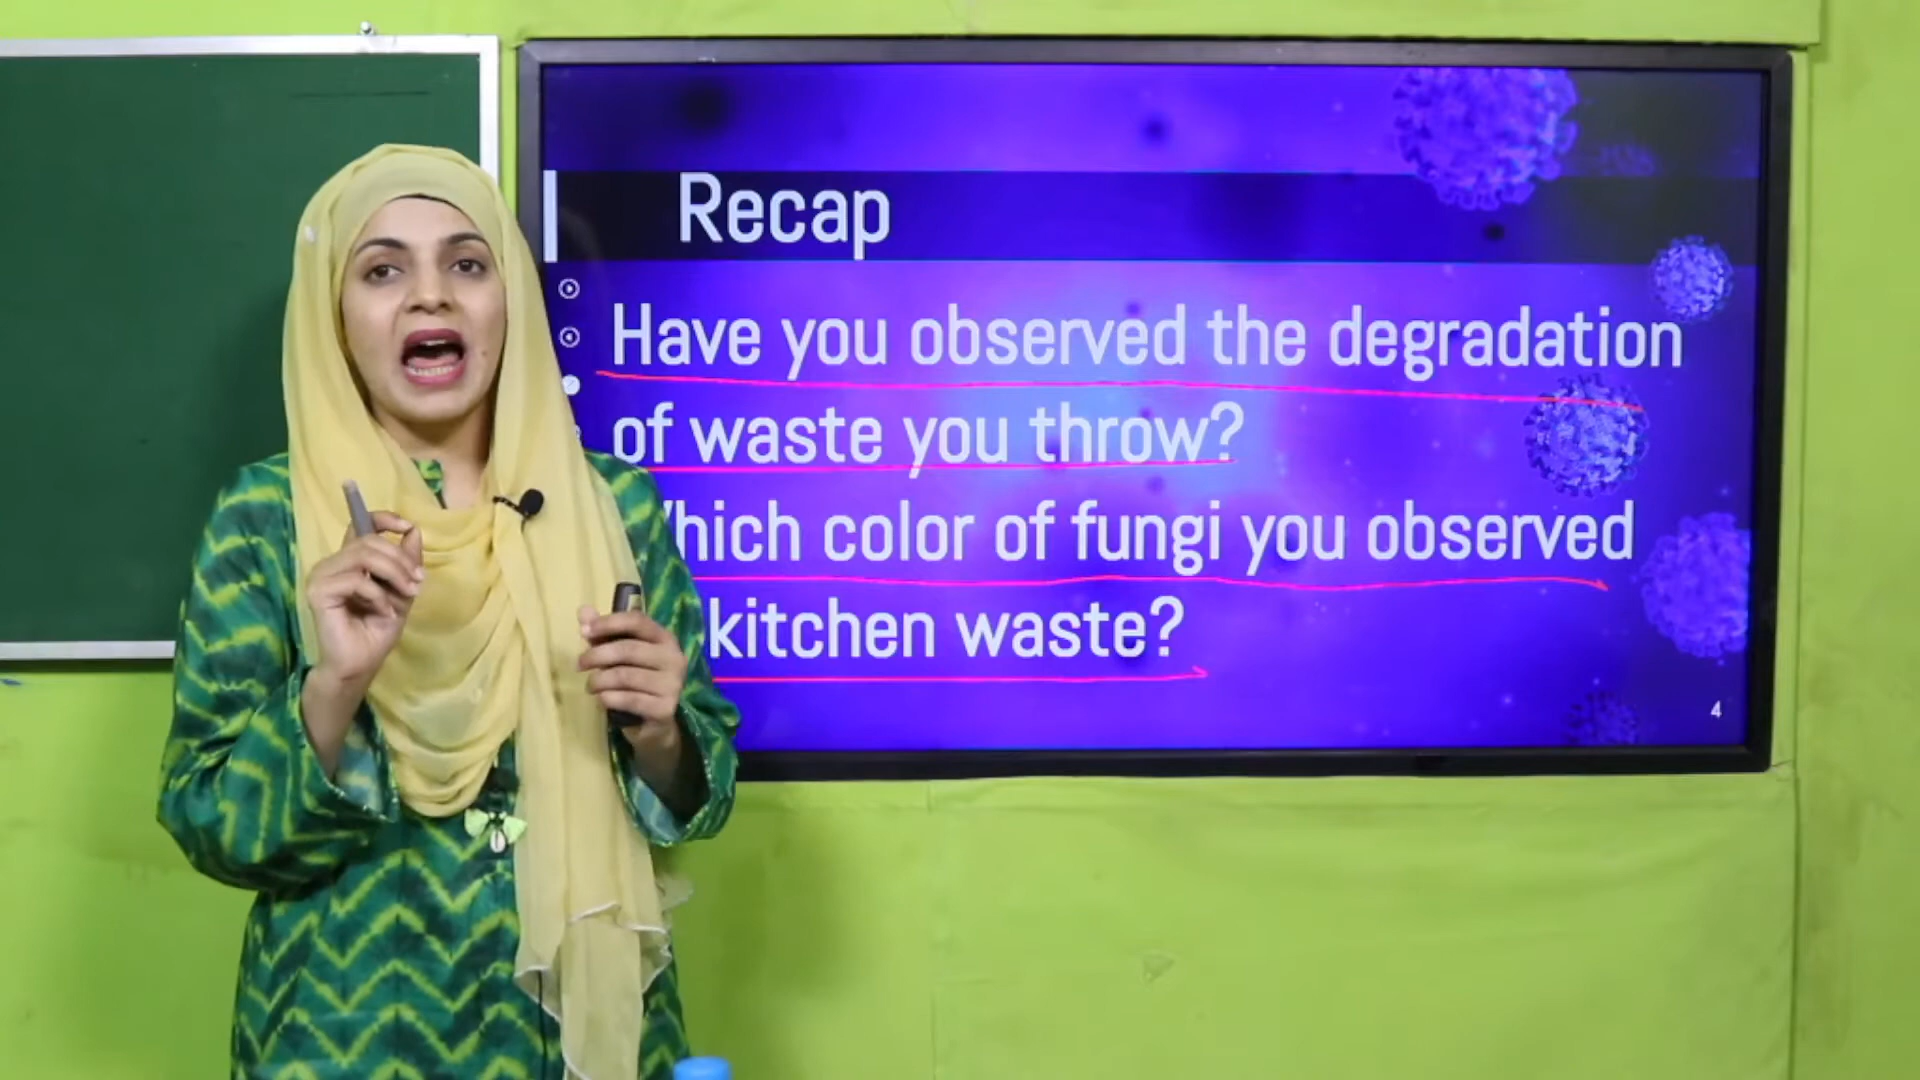 Recap
Have you observed the degradation
of waste you throw?
hich color of fungi you observed
kitchen waste?
4